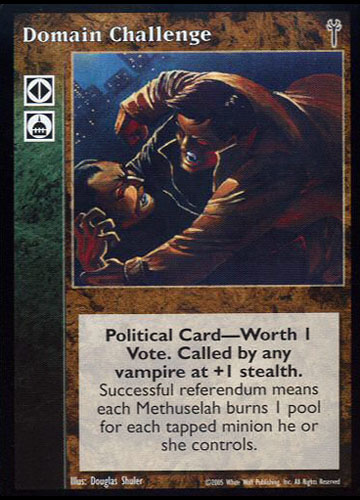 Domain Challenge
Political Card—Worth 1
Vote. Called by any
vampire at +1 stealth.
Successful referendum means
each Methuselah burns 1 pool
for each tapped minion he or
she controls.
Illus: Douglas Shuler
©2005 White Wolf Publishing, Inc. All Rights Reserved